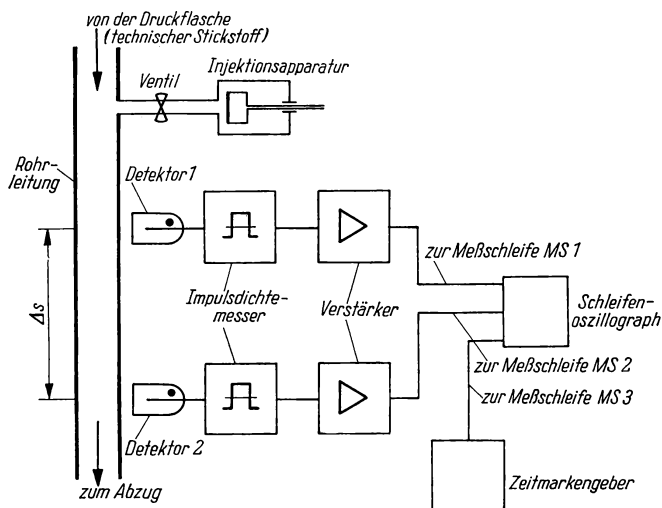 von der Druckflasche
(technischer Stickstoff)
Ventil
Injektionsapparatur
Rohr-
leitung
Detektor 1
zur Meßschleife MS 1
Δs
Impulsdichte-
messer
Verstärker
Schleifen-
oszillograph
zur Meßschleife MS 2
zur Meßschleife MS 3
Detektor 2
zum Abzug
Zeitmarkengeber